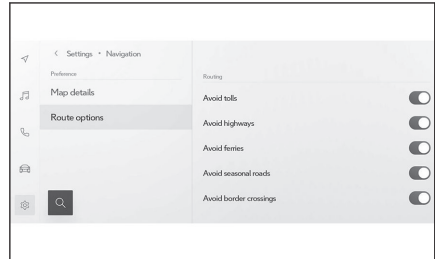 Settings • Navigation
Preference
Map details
Route options
Routing
Avoid tolls
Avoid highways
Avoid ferries
Avoid seasonal roads
Avoid border crossings